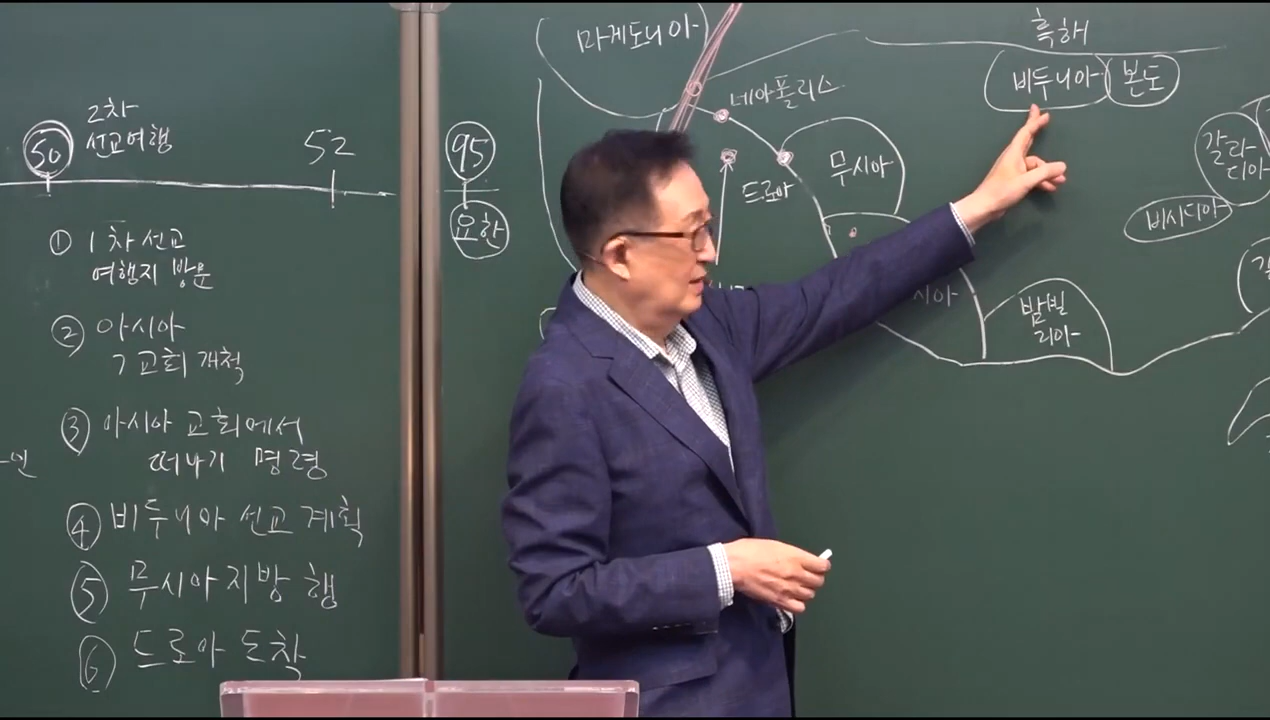 2차
50 선교여행
52
① 1차 선교
여행지 방문
② 아시아
7교회 개척
③ 아시아 교회에서
떠나기 명령
④ 비두니아 선교 계획
⑤ 무시아 지방 행
⑥ 드로아 도착
95
요한
마게도니아
네아폴리스
드로아
무시아
시아
밤빌
리아
흑해
비두니아
본도
갈라
디아
비시디아
갈